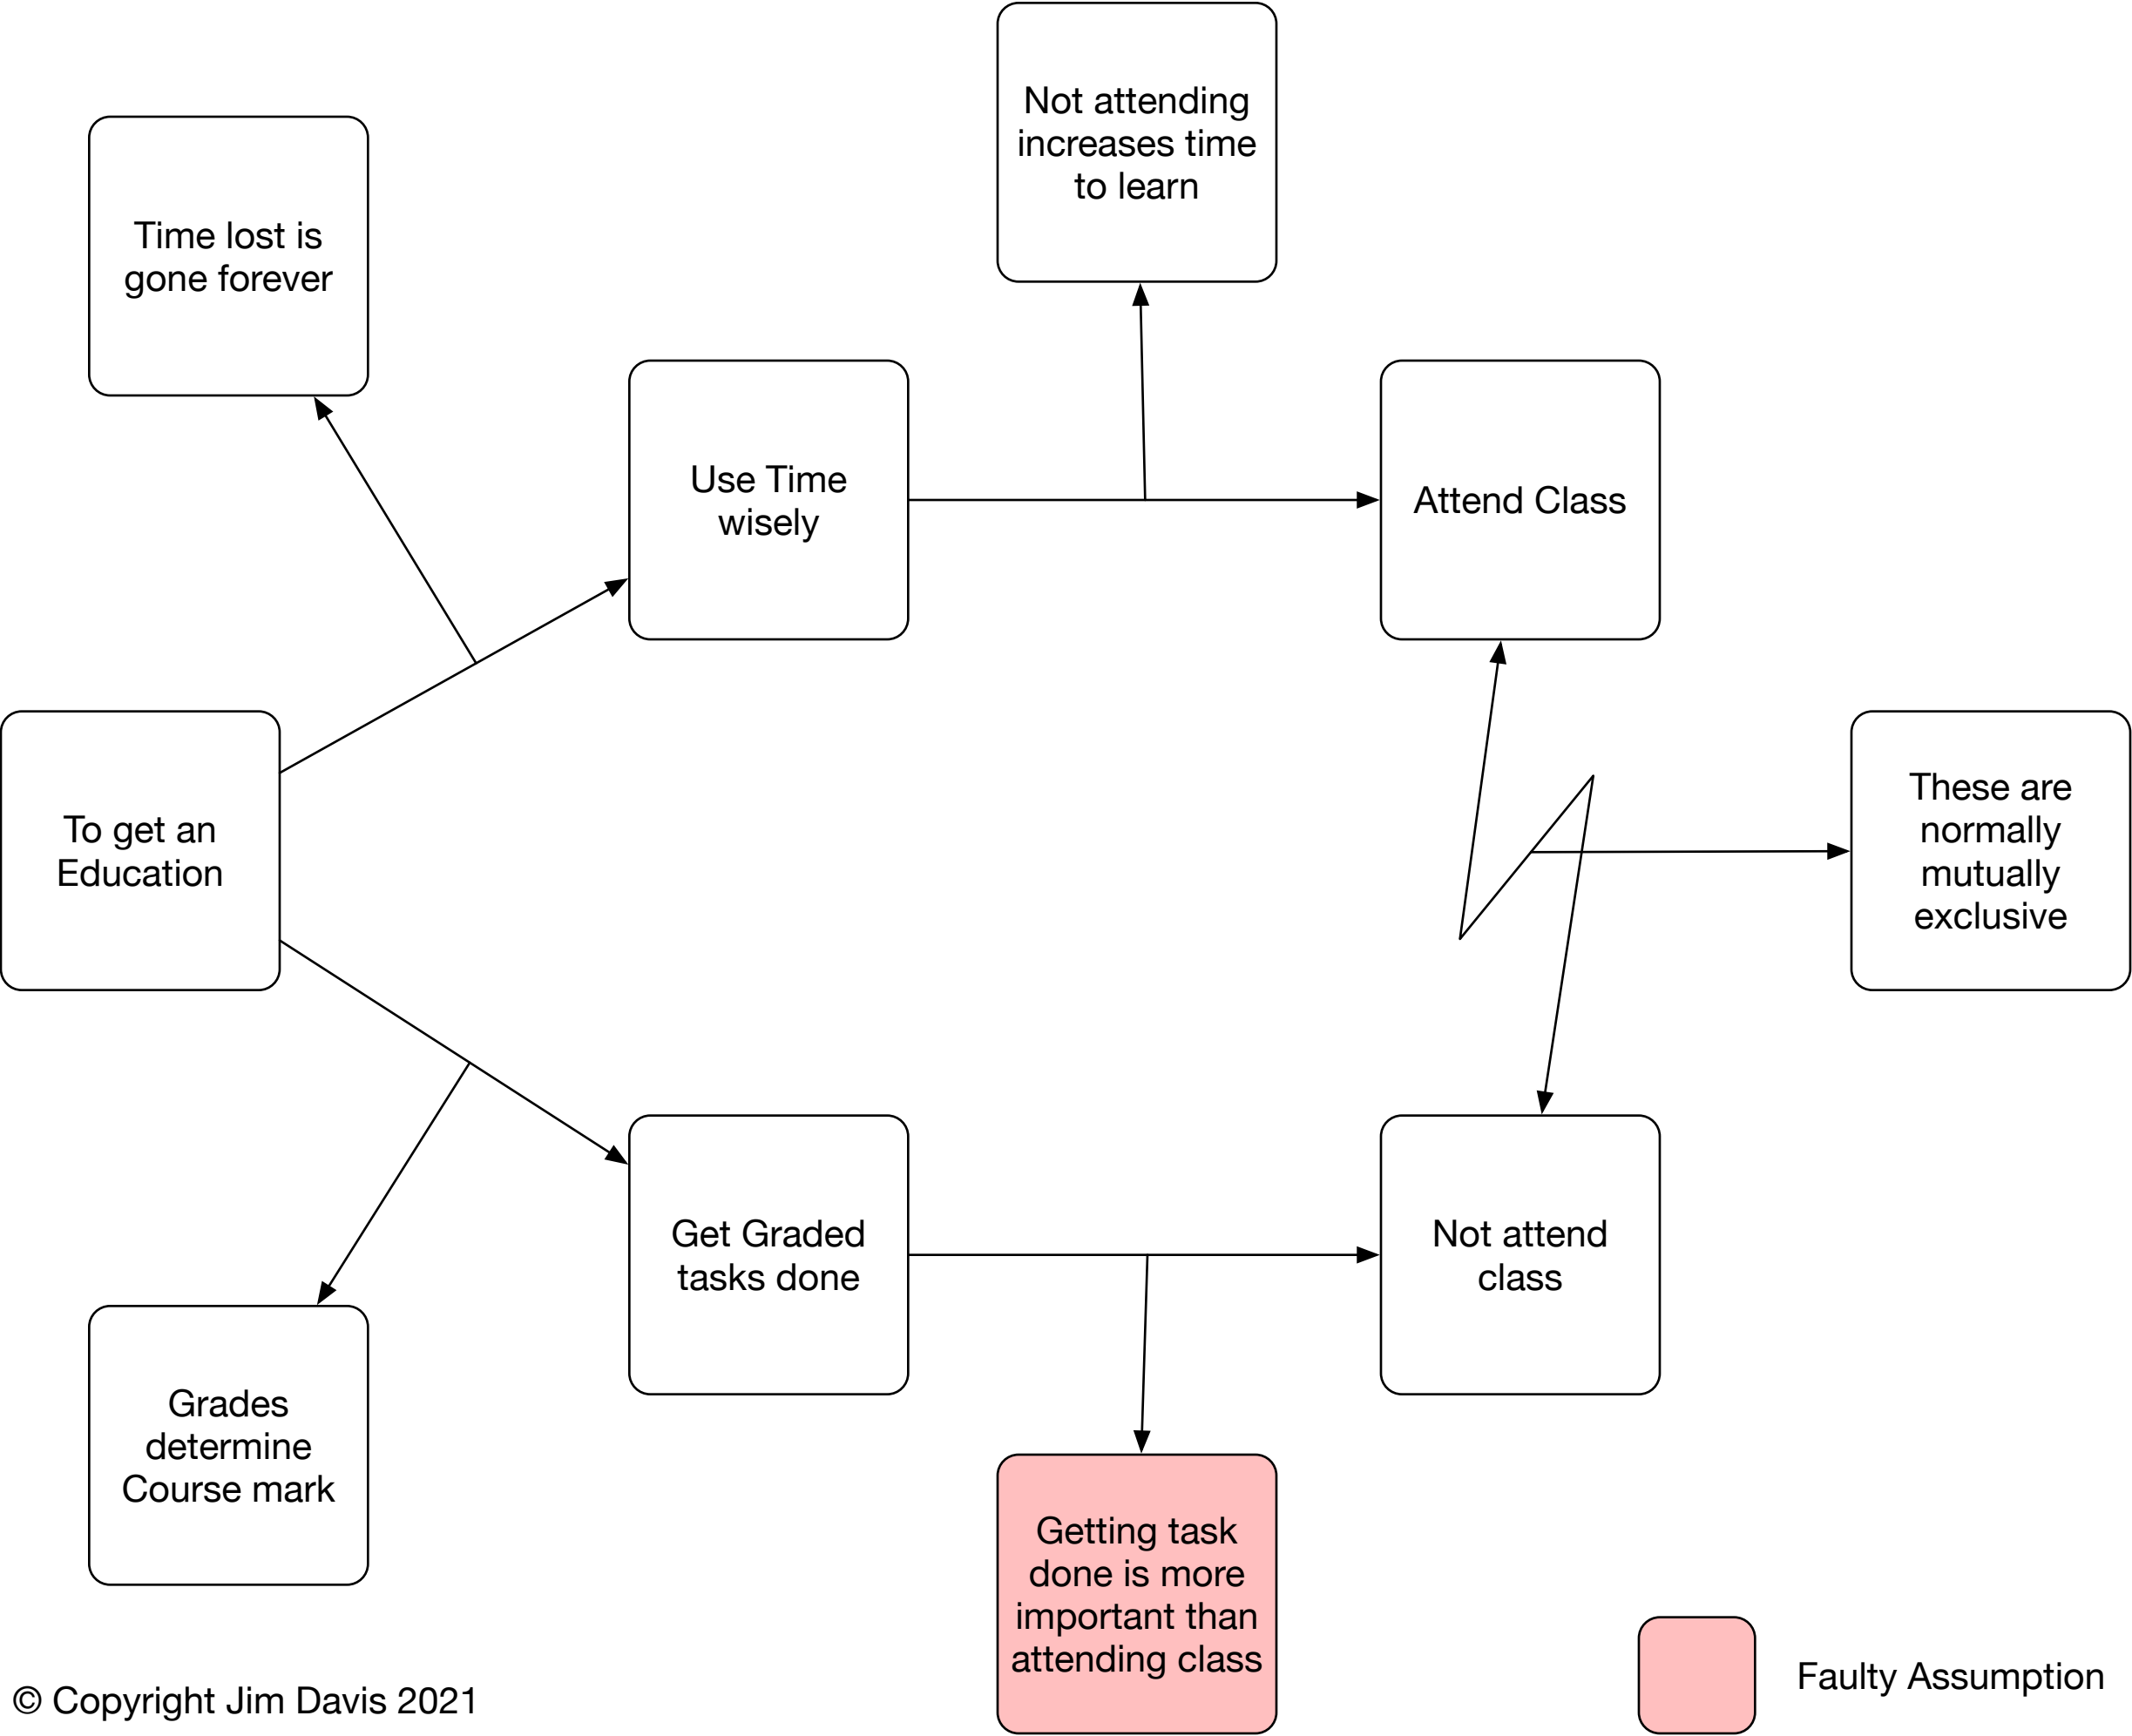 Not attending
increases time
to learn
Time lost is
gone forever
Use Time
wisely
Attend Class
To get an
Education
These are
normally
mutually
exclusive
Get Graded
tasks done
Not attend
class
Grades
determine
Course mark
Getting task
done is more
important than
attending class
Faulty Assumption
© Copyright Jim Davis 2021